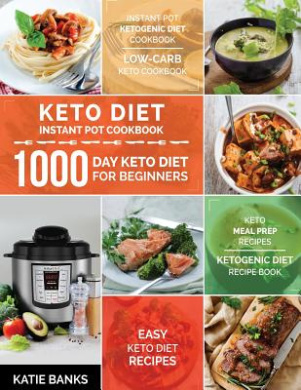 INSTANT POT
KETOGENIC DIET
COOKBOOK
LOW-CARB
KETO COOKBOOK
KETO DIET
INSTANT POT COOKBOOK
1000 DAY KETO DIET
FOR BEGINNERS
KETO
MEAL PREP
RECIPES
KETOGENIC DIET
RECIPE BOOK
EASY
KETO DIET
RECIPES
KATIE BANKS